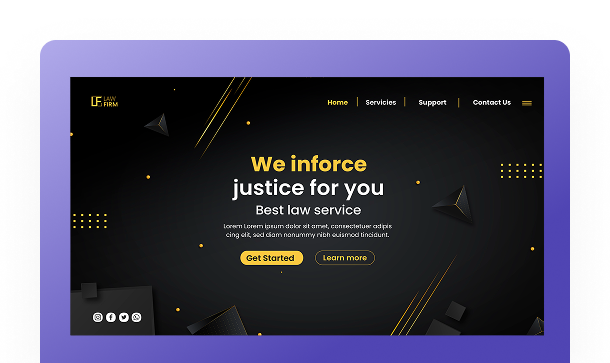 LAW
FIRM
Home
Servicies
Support
Contact Us
We inforce
justice for you
Best law service
Lorem Lorem ipsum dolor sit amet, consectetuer adipis
cing elit, sed diam nonummy nibh euismod tincidunt.
Get Started
Learn more